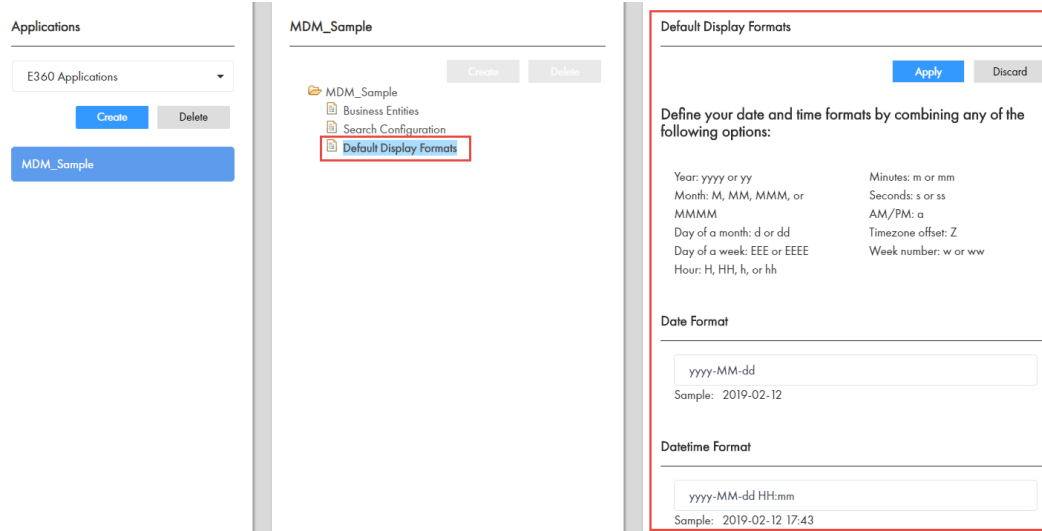 Applications
E360 Applications
Create Delete
MDM_Sample
MDM_Sample
Create Delete
MDM_Sample
Business Entities
Search Configuration
Default Display Formats
Default Display Formats
Apply Discard
Define your date and time formats by combining any of the
following options:
Year: yyyy or yy
Month: M, MM, MMM, or
MMMM
Day of a month: d or dd
Day of a week: EEE or EEEE
Hour: H, HH, h, or hh
Minutes: m or mm
Seconds: s or ss
AM/PM: a
Timezone offset: Z
Week number: w or ww
Date Format
yyyy-MM-dd
Sample: 2019-02-12
Datetime Format
yyyy-MM-dd HH:mm
Sample: 2019-02-12 17:43